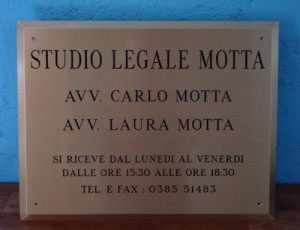 STUDIO LEGALE MOTTA
AVV. CARLO MOTTA
AVV. LAURA MOTTA
SI RICEVE DAL LUNEDI AL VENERDI
DALLE ORE 15:30 ALLE ORE 18:30
TEL. E FAX : 0385 51483